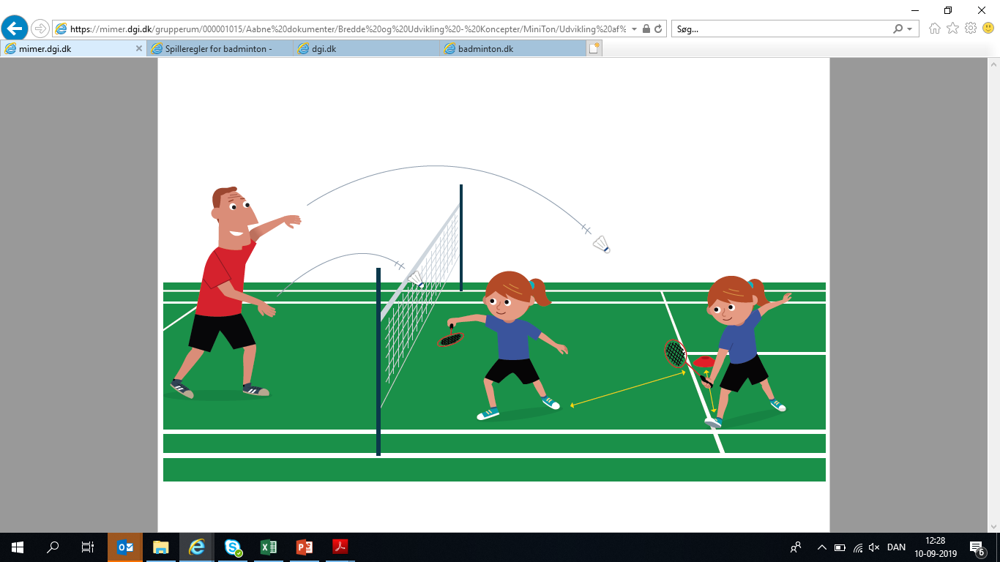 https://mimer.dgi.dk/grupperum/000001015/Aabne%20dokumenter/Bredde%20og%20Udvikling%20-%20Koncepter/MiniTon/Udvikling%20af%
Søg...
mimer.dgi.dk
Spilleregler for badminton -
dgi.dk
badminton.dk
DAN
12:28
10-09-2019
6